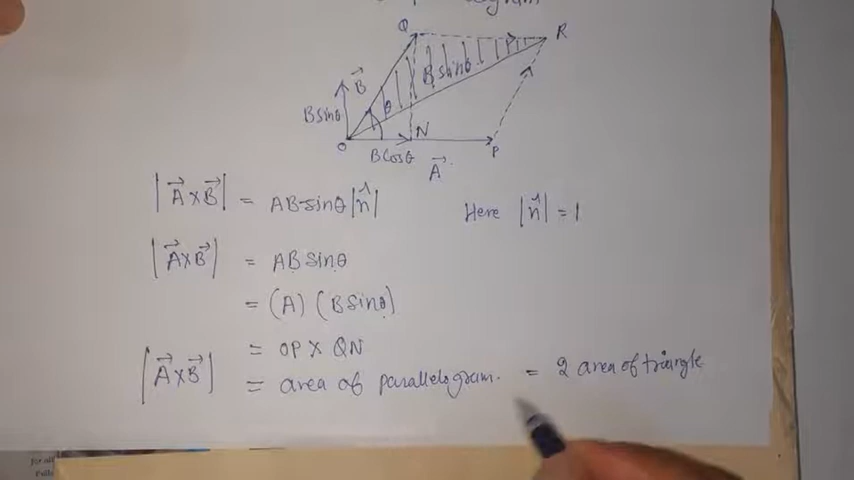 Q R
B⃗ B sinθ
Bsinθ θ
O N P
Bcosθ A⃗
|A⃗ × B⃗| = AB sinθ |n̂| Here |n̂| = 1
|A⃗×B⃗| = AB sinθ
= (A) (B sinθ)
= OP × QN
|A⃗×B⃗| = area of parallelogram. = 2 area of triangle